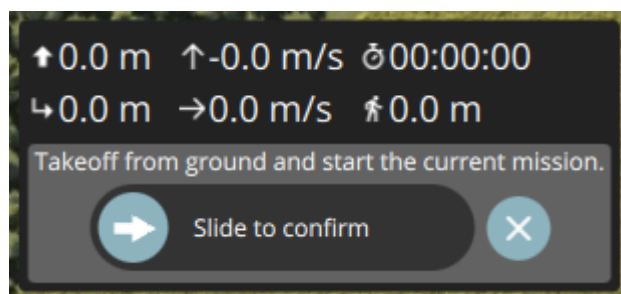 0.0 m -0.0 m/s 00:00:00
0.0 m 0.0 m/s 0.0 m
Takeoff from ground and start the current mission.
Slide to confirm